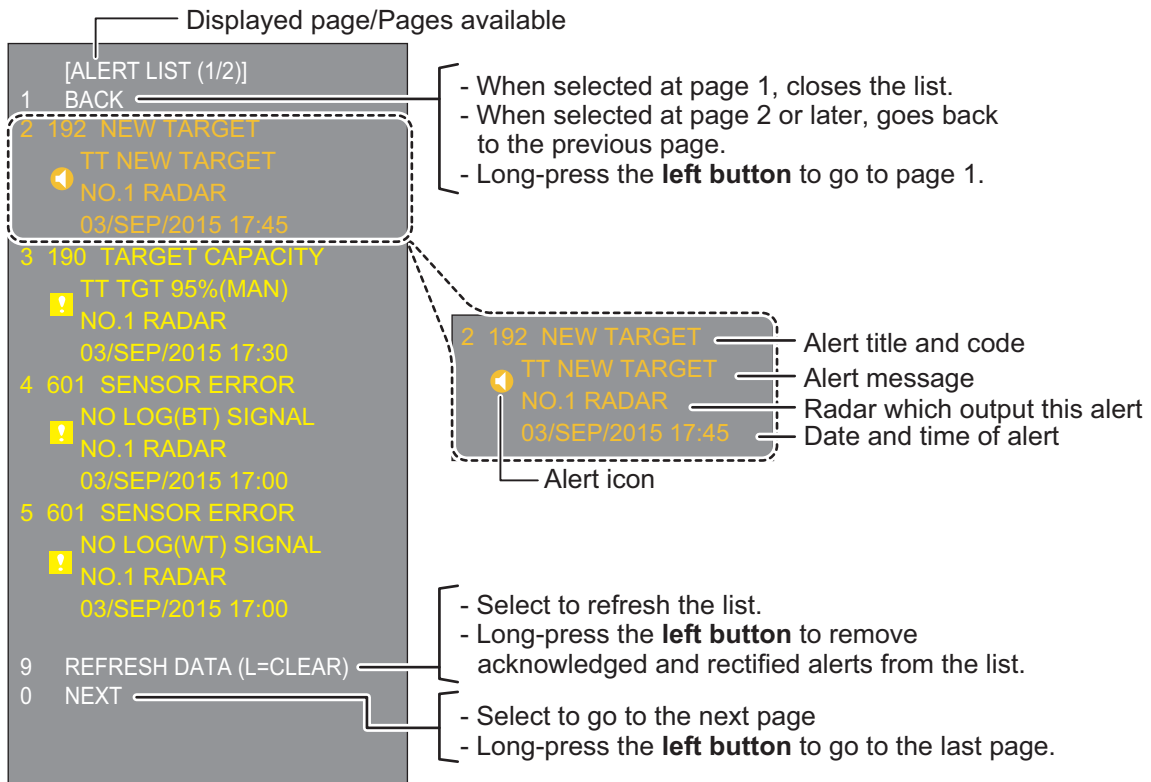 Displayed page/Pages available
[ALERT LIST (1/2)]
1 BACK
- When selected at page 1, closes the list.
- When selected at page 2 or later, goes back
to the previous page.
- Long-press the left button to go to page 1.
2 192 NEW TARGET
TT NEW TARGET
NO.1 RADAR
03/SEP/2015 17:45
3 190 TARGET CAPACITY
TT TGT 95%(MAN)
NO.1 RADAR
03/SEP/2015 17:30
4 601 SENSOR ERROR
NO LOG(BT) SIGNAL
NO.1 RADAR
03/SEP/2015 17:00
5 601 SENSOR ERROR
NO LOG(WT) SIGNAL
NO.1 RADAR
03/SEP/2015 17:00
2 192 NEW TARGET
Alert title and code
TT NEW TARGET
Alert message
NO.1 RADAR
Radar which output this alert
03/SEP/2015 17:45
Date and time of alert
Alert icon
9 REFRESH DATA (L=CLEAR)
- Select to refresh the list.
- Long-press the left button to remove
acknowledged and rectified alerts from the list.
0 NEXT
- Select to go to the next page
- Long-press the left button to go to the last page.